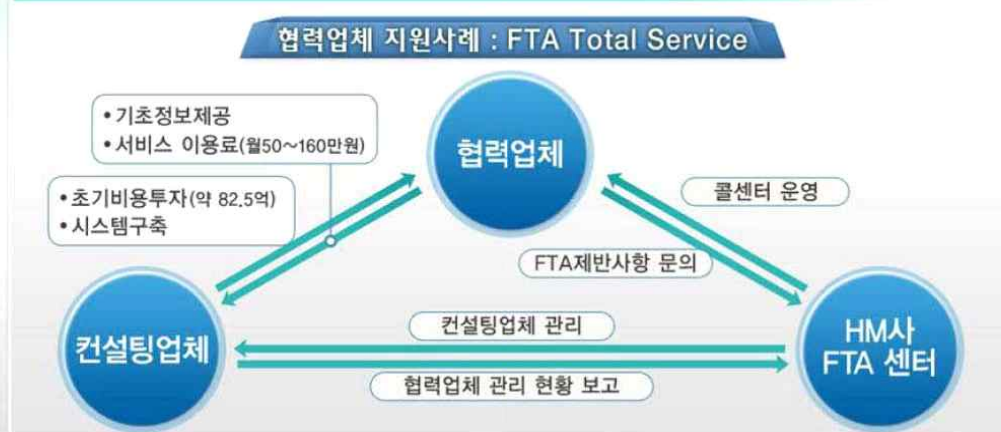 협력업체 지원사례 : FTA Total Service
• 기초정보제공
• 서비스 이용료(월50~160만원)
협력업체
• 초기비용투자(약 82.5억)
• 시스템구축
콜센터 운영
FTA제반사항 문의
컨설팅업체
컨설팅업체 관리
HM사
FTA 센터
협력업체 관리 현황 보고